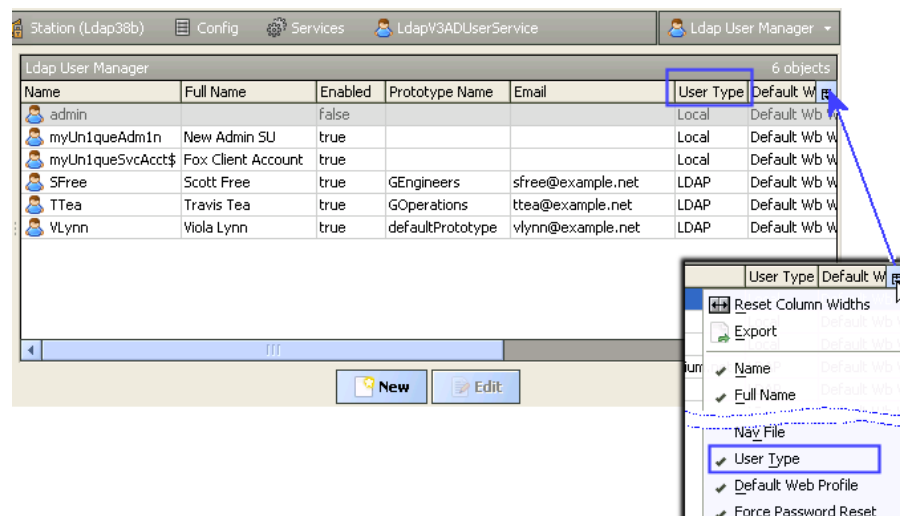 Station (Ldap38b) Config Services LdapV3ADUserService Ldap User Manager
Ldap User Manager 6 objects
Name Full Name Enabled Prototype Name Email User Type Default W
admin false Local Default Wb W
myUn1queAdm1n New Admin SU true Local Default Wb W
myUn1queSvcAcct$ Fox Client Account true Local Default Wb W
SFree Scott Free true GEngineers sfree@example.net LDAP Default Wb W
TTea Travis Tea true GOperations ttea@example.net LDAP Default Wb W
VLynn Viola Lynn true defaultPrototype vlynn@example.net LDAP Default Wb W
New Edit
User Type Default W
Reset Column Widths
Export
Name
Full Name
Nav File
User Type
Default Web Profile
Force Password Reset